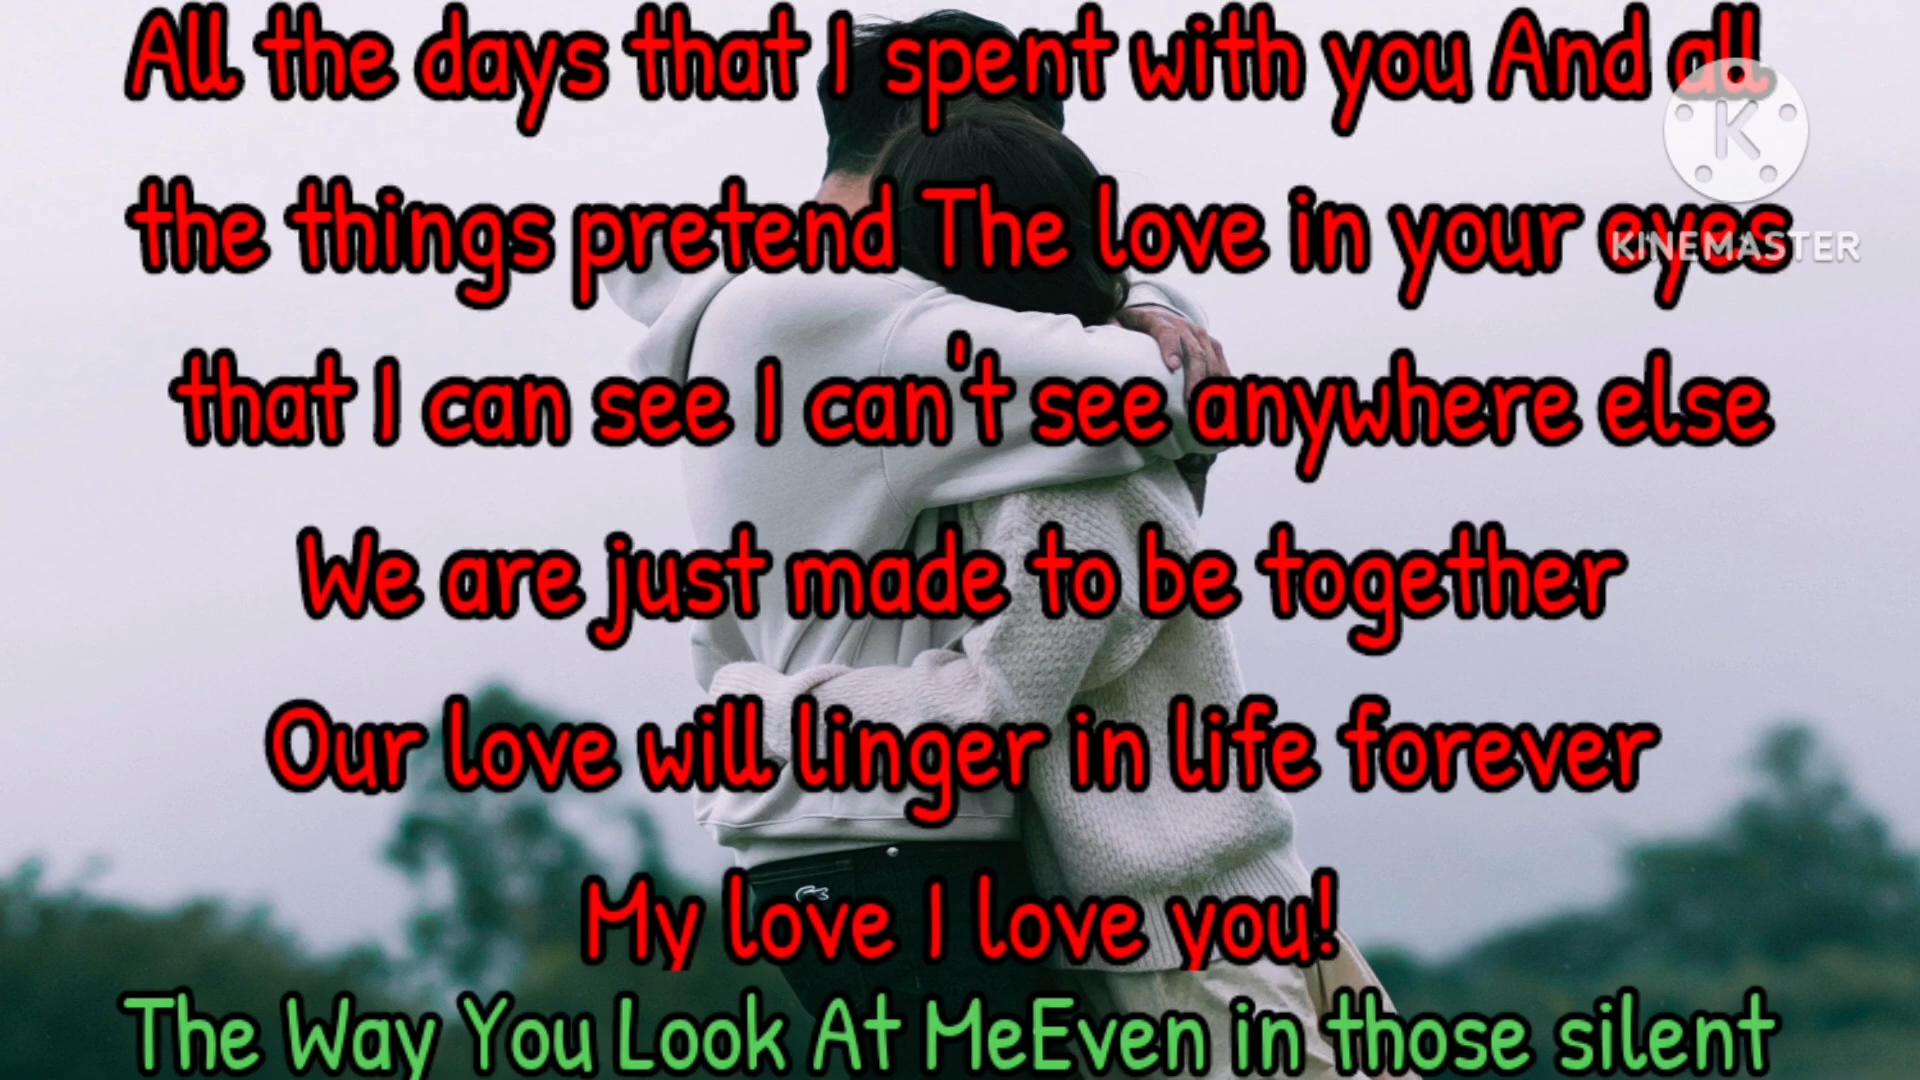 All the days that I spent with you And all
the things pretend The love in your eyes
that I can see I can't see anywhere else
We are just made to be together
Our love will linger in life forever
My love I love you!
The Way You Look At MeEven in those silent
K
KINEMASTER